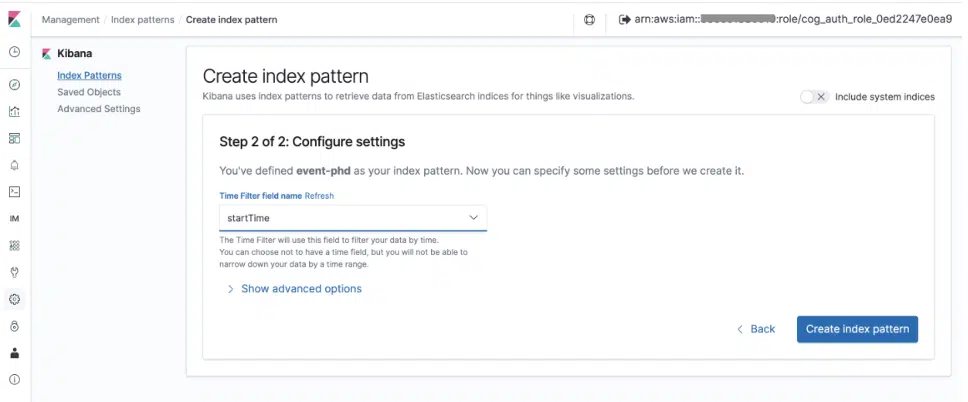 Management / Index patterns / Create index pattern
arn:aws:iam::
:role/cog_auth_role_0ed2247e0ea9
Kibana
Index Patterns
Saved Objects
Advanced Settings
IM
Create index pattern
Kibana uses index patterns to retrieve data from Elasticsearch indices for things like visualizations.
Include system indices
Step 2 of 2: Configure settings
You've defined event-phd as your index pattern. Now you can specify some settings before we create it.
Time Filter field name Refresh
startTime
The Time Filter will use this field to filter your data by time.
You can choose not to have a time field, but you will not be able to
narrow down your data by a time range.
Show advanced options
Back
Create index pattern